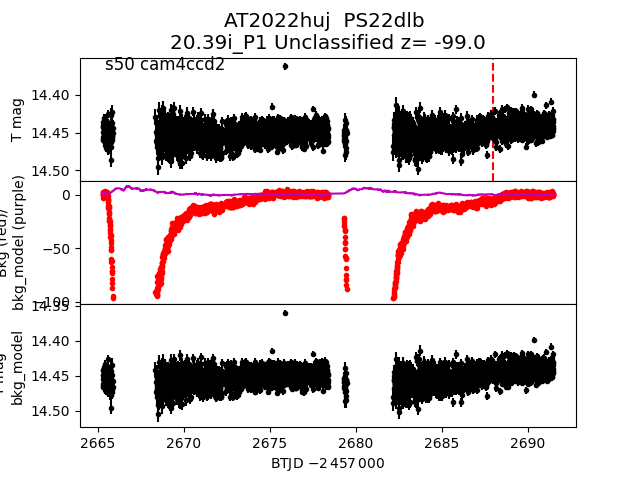 AT2022huj PS22dlb
20.39i_P1 Unclassified z= -99.0
s50 cam4ccd2
T mag
14.40
14.45
14.50
bkg_model (purple)
0
−50
−100
bkg_model
14.35
14.40
14.45
14.50
2665 2670 2675 2680 2685 2690
BTJD −2 457 000